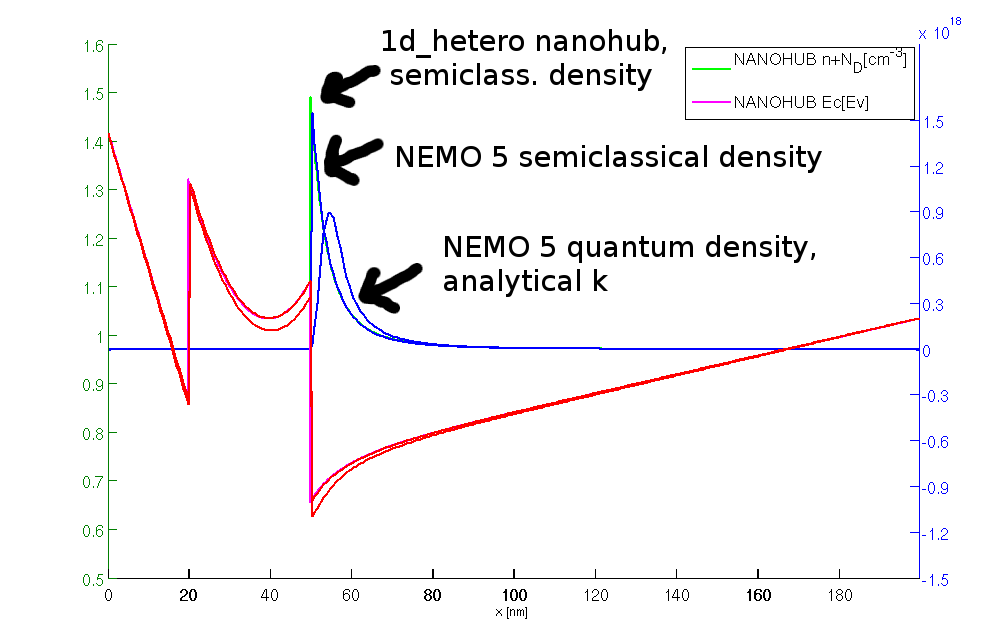 x 10^18
1d_hetero nanohub,
semiclass. density
NANOHUB n+N_D[cm^-3]
NANOHUB Ec[Ev]
NEMO 5 semiclassical density
NEMO 5 quantum density,
analytical k
1.6
1.5
1.4
1.3
1.2
1.1
1
0.9
0.8
0.7
0.6
0.5
1.5
1.2
0.9
0.6
0.3
0
-0.3
-0.6
-0.9
-1.2
-1.5
0 20 40 60 80 100 120 140 160 180
x [nm]